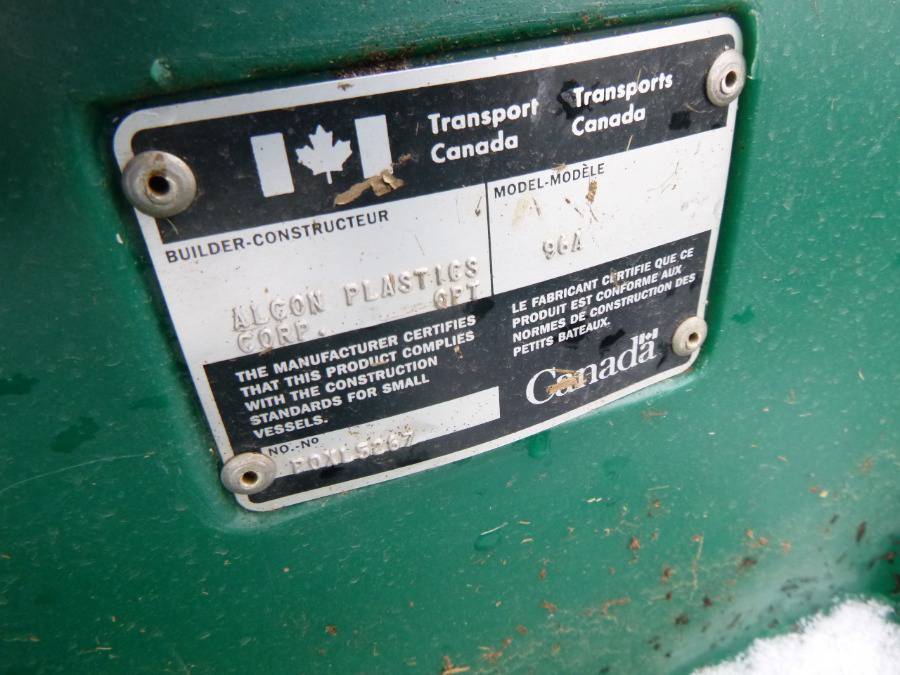 Transport
Canada
Transports
Canada
BUILDER-CONSTRUCTEUR
ALGON PLASTICS
CORP. QPT
MODEL-MODÈLE
96A
THE MANUFACTURER CERTIFIES
THAT THIS PRODUCT COMPLIES
WITH THE CONSTRUCTION
STANDARDS FOR SMALL
VESSELS.
LE FABRICANT CERTIFIE QUE CE
PRODUIT EST CONFORME AUX
NORMES DE CONSTRUCTION DES
PETITS BATEAUX.
NO.-No
Canada